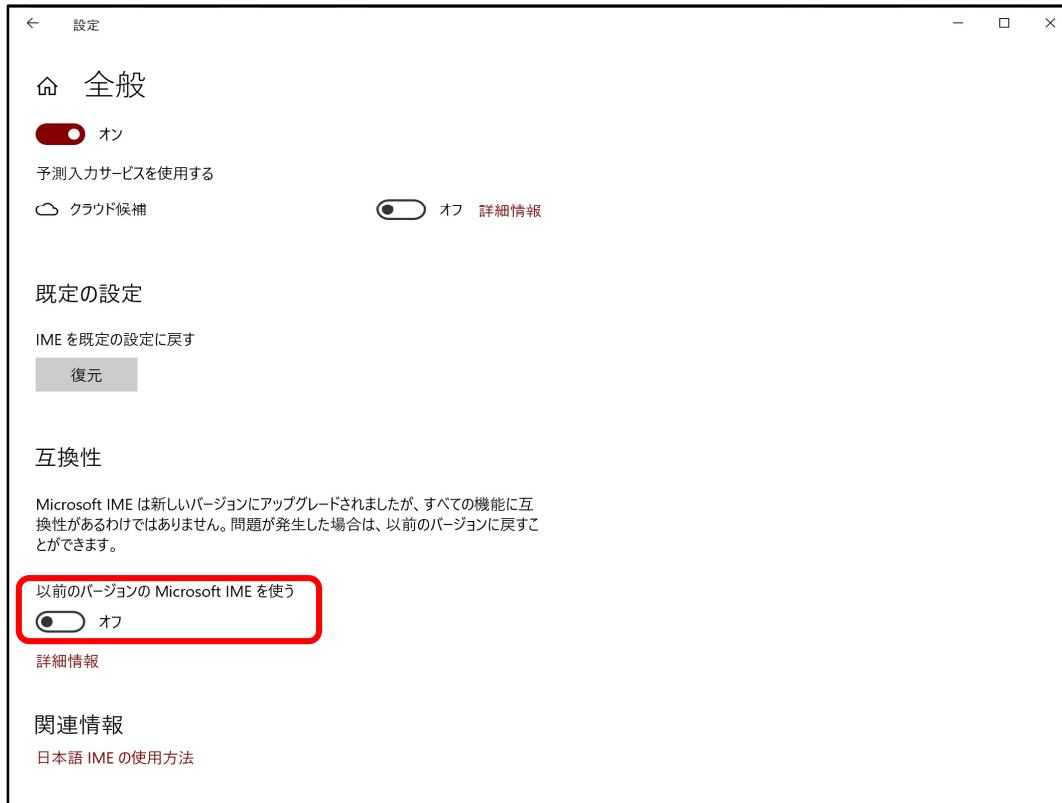 設定
全般
オン
予測入力サービスを使用する
クラウド候補 オフ 詳細情報
既定の設定
IME を既定の設定に戻す
復元
互換性
Microsoft IME は新しいバージョンにアップグレードされましたが、すべての機能に互
換性があるわけではありません。問題が発生した場合は、以前のバージョンに戻すこ
とができます。
以前のバージョンの Microsoft IME を使う
オフ
詳細情報
関連情報
日本語 IME の使用方法